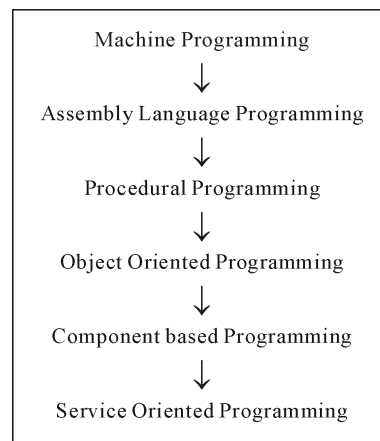 Machine Programming
↓
Assembly Language Programming
↓
Procedural Programming
↓
Object Oriented Programming
↓
Component based Programming
↓
Service Oriented Programming